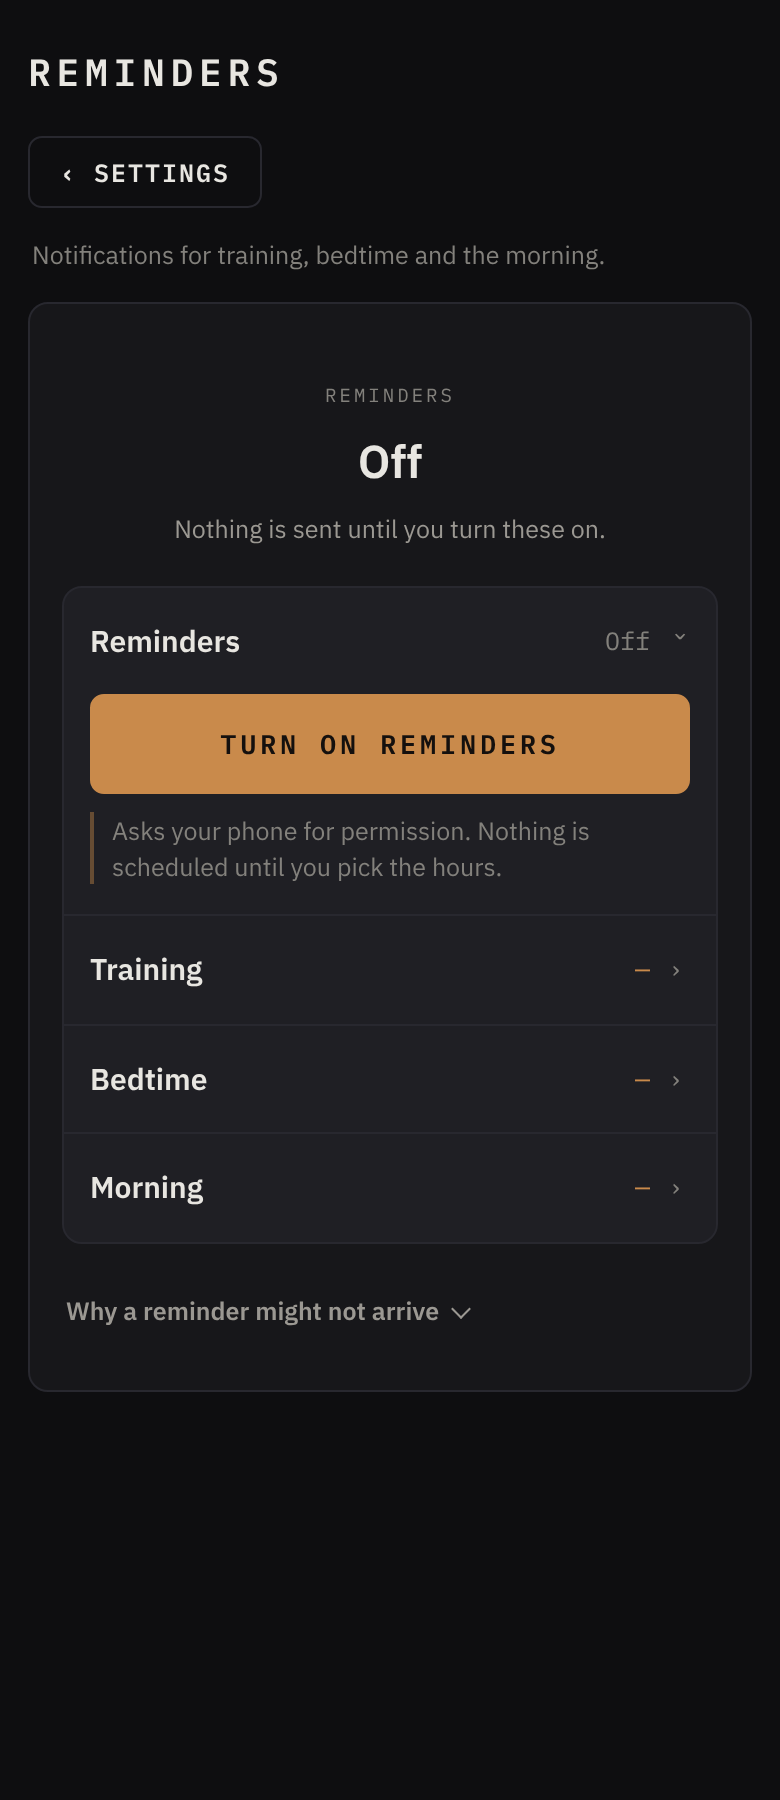 REMINDERS
‹ SETTINGS
Notifications for training, bedtime and the morning.
REMINDERS
Off
Nothing is sent until you turn these on.
Reminders Off
TURN ON REMINDERS
Asks your phone for permission. Nothing is
scheduled until you pick the hours.
Training — ›
Bedtime — ›
Morning — ›
Why a reminder might not arrive